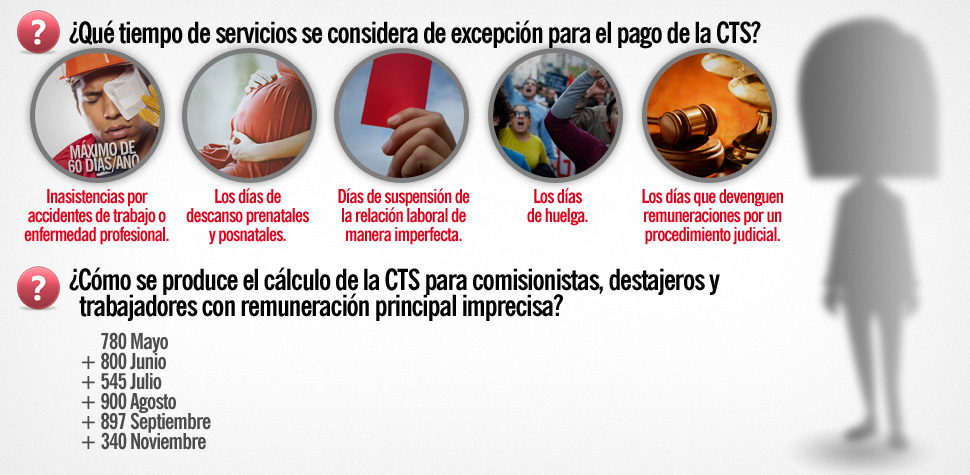 ? ¿Qué tiempo de servicios se considera de excepción para el pago de la CTS?
MÁXIMO DE
60 DÍAS/AÑO
Inasistencias por
accidentes de trabajo o
enfermedad profesional.
Los días de
descanso prenatales
y posnatales.
Días de suspensión de
la relación laboral de
manera imperfecta.
Los días
de huelga.
Los días que devenguen
remuneraciones por un
procedimiento judicial.
? ¿Cómo se produce el cálculo de la CTS para comisionistas, destajeros y
trabajadores con remuneración principal imprecisa?
780 Mayo
+ 800 Junio
+ 545 Julio
+ 900 Agosto
+ 897 Septiembre
+ 340 Noviembre